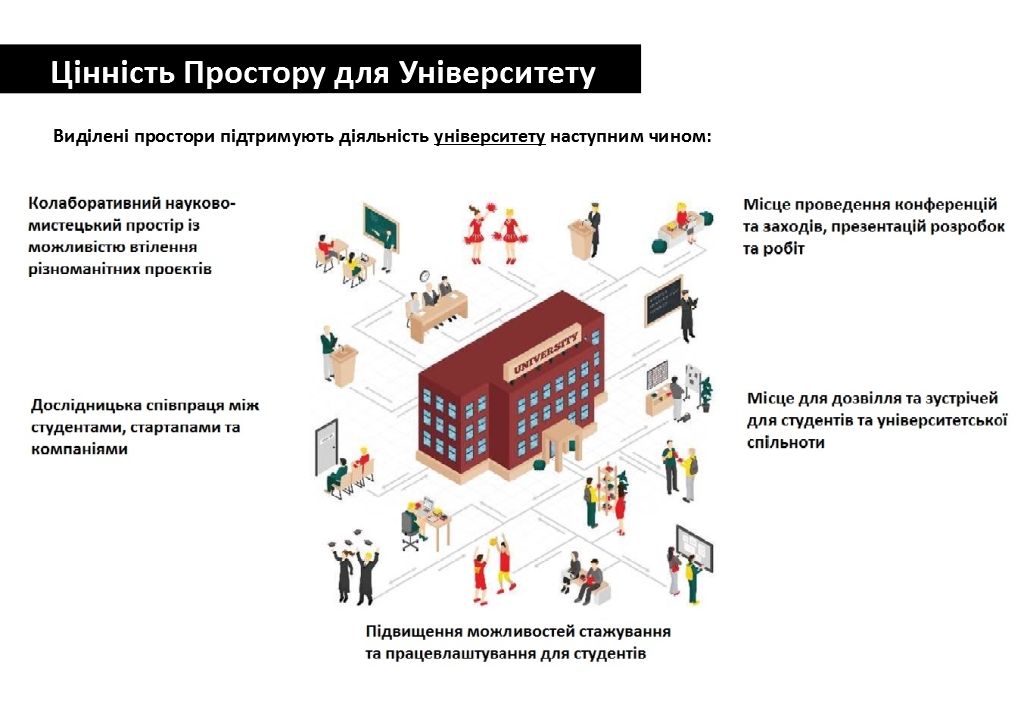 Цінність Простору для Університету
Виділені простори підтримують діяльність університету наступним чином:
Колаборативний науково-
мистецький простір із
можливістю втілення
різноманітних проєктів
Місце проведення конференцій
та заходів, презентацій розробок
та робіт
UNIVERSITY
Дослідницька співпраця між
студентами, стартапами та
компаніями
Місце для дозвілля та зустрічей
для студентів та університетської
спільноти
Підвищення можливостей стажування
та працевлаштування для студентів